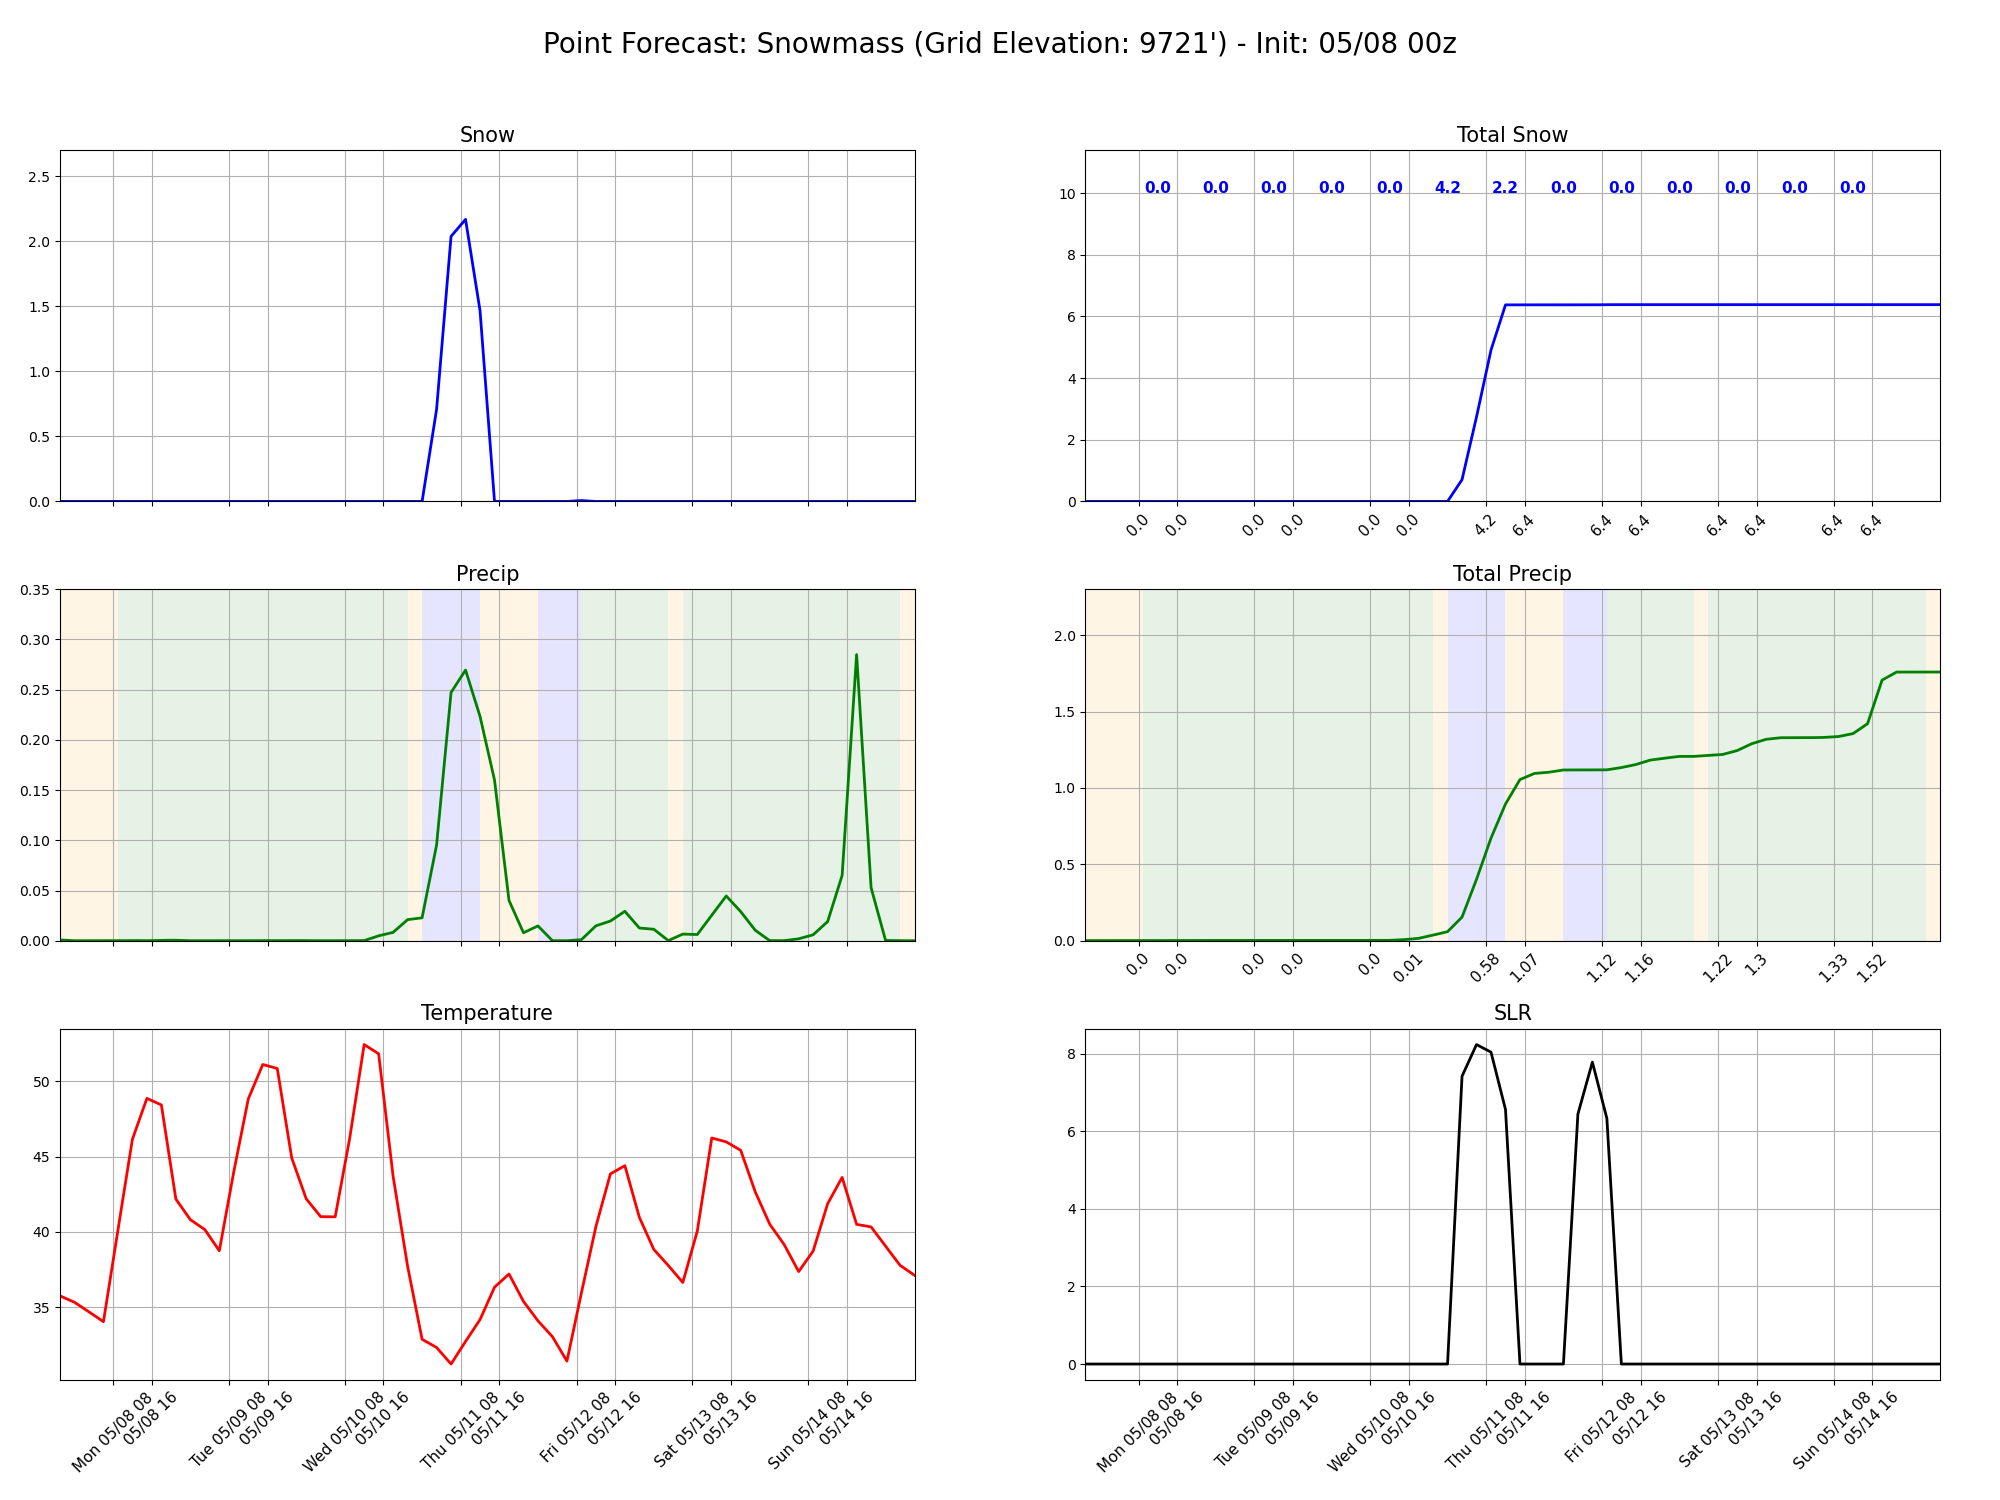 Point Forecast: Snowmass (Grid Elevation: 9721') - Init: 05/08 00z
Snow
2.5
2.0
1.5
1.0
0.5
0.0
Total Snow
0.0 0.0 0.0 0.0 0.0 4.2 2.2 0.0 0.0 0.0 0.0 0.0 0.0
10
8
6
4
2
0
0.0 0.0 0.0 0.0 0.0 0.0 4.2 6.4 6.4 6.4 6.4 6.4 6.4 6.4
Precip
0.35
0.30
0.25
0.20
0.15
0.10
0.05
0.00
Total Precip
2.0
1.5
1.0
0.5
0.0
0.0 0.0 0.0 0.0 0.0 0.01 0.58 1.07 1.12 1.16 1.22 1.3 1.33 1.52
Temperature
50
45
40
35
Mon 05/08 08
05/08 16
Tue 05/09 08
05/09 16
Wed 05/10 08
05/10 16
Thu 05/11 08
05/11 16
Fri 05/12 08
05/12 16
Sat 05/13 08
05/13 16
Sun 05/14 08
05/14 16
SLR
8
6
4
2
0
Mon 05/08 08
05/08 16
Tue 05/09 08
05/09 16
Wed 05/10 08
05/10 16
Thu 05/11 08
05/11 16
Fri 05/12 08
05/12 16
Sat 05/13 08
05/13 16
Sun 05/14 08
05/14 16